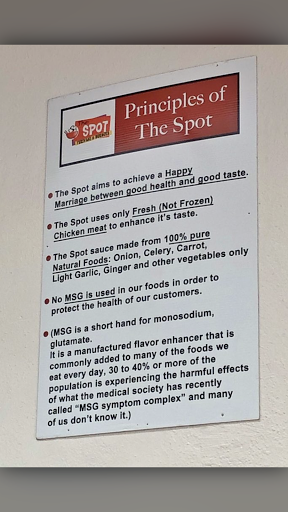 SPOT
Principles of
The Spot
• The Spot aims to achieve a Happy
Marriage between good health and good taste.
• The Spot uses only Fresh (Not Frozen)
Chicken meat to enhance it's taste.
• The Spot sauce made from 100% pure
Natural Foods: Onion, Celery, Carrot,
Light Garlic, Ginger and other vegetables only
• No MSG is used in our foods in order to
protect the health of our customers.
• (MSG is a short hand for monosodium,
glutamate.
It is a manufactured flavor enhancer that is
commonly added to many of the foods we
eat every day, 30 to 40% or more of the
population is experiencing the harmful effects
of what the medical society has recently
called "MSG symptom complex" and many
of us don't know it.)